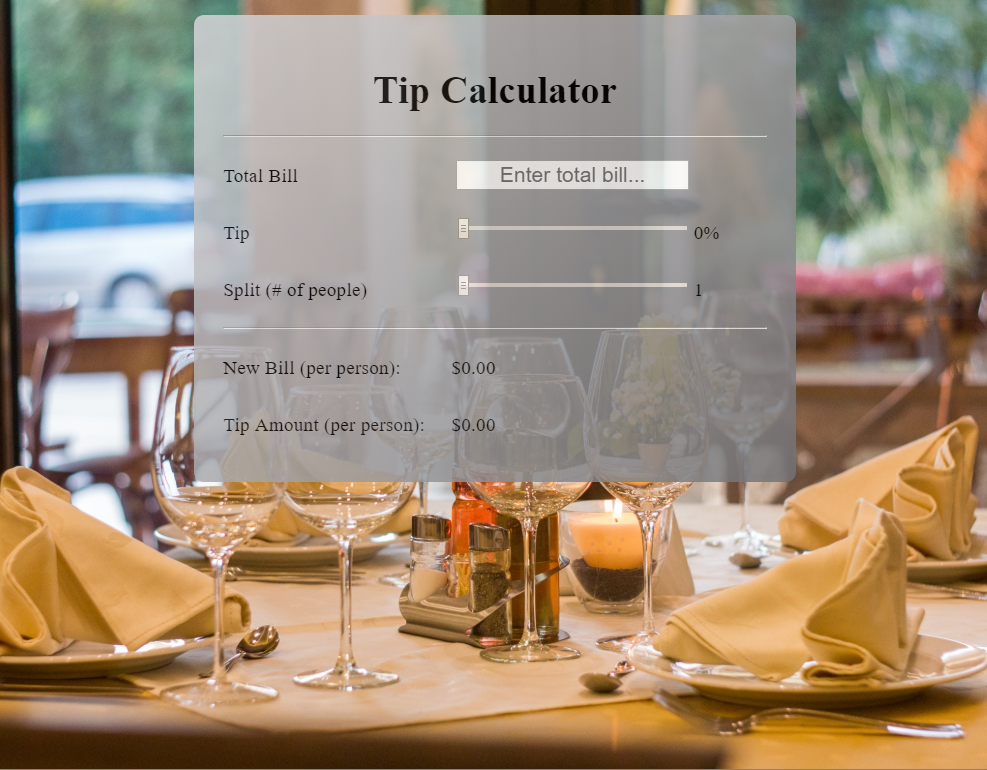 Tip Calculator
Total Bill
Enter total bill...
Tip
0%
Split (# of people)
1
New Bill (per person):
$0.00
Tip Amount (per person):
$0.00